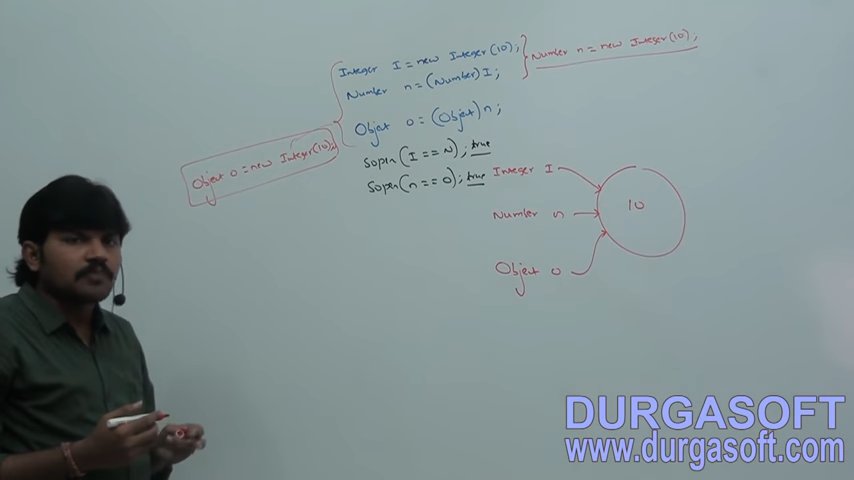 Integer I = new Integer(10);
Number n = (Number) I;
Number n = new Integer(10);
Object o = (Object) n;
Object o = new Integer(10);
sopln(I == n); true
sopln(n == o); true
Integer I
10
Number n
Object o
DURGASOFT
www.durgasoft.com